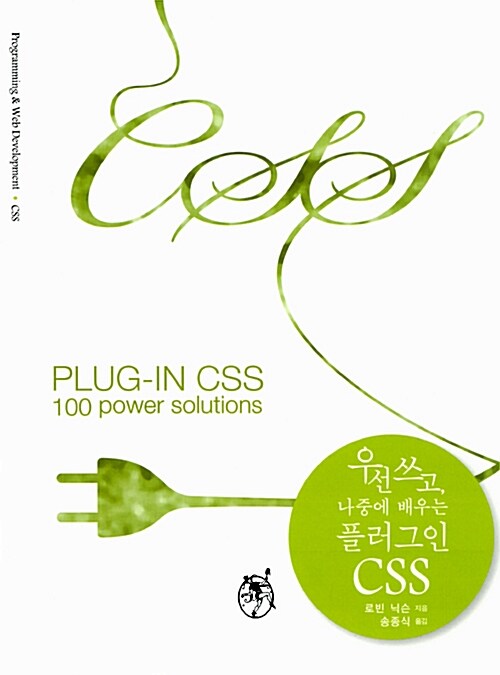 Programming & Web Development • CSS
CSS
PLUG-IN CSS
100 power solutions
우선 쓰고,
나중에 배우는
플러그인
CSS
로빈 닉슨 지음
송종식 옮김